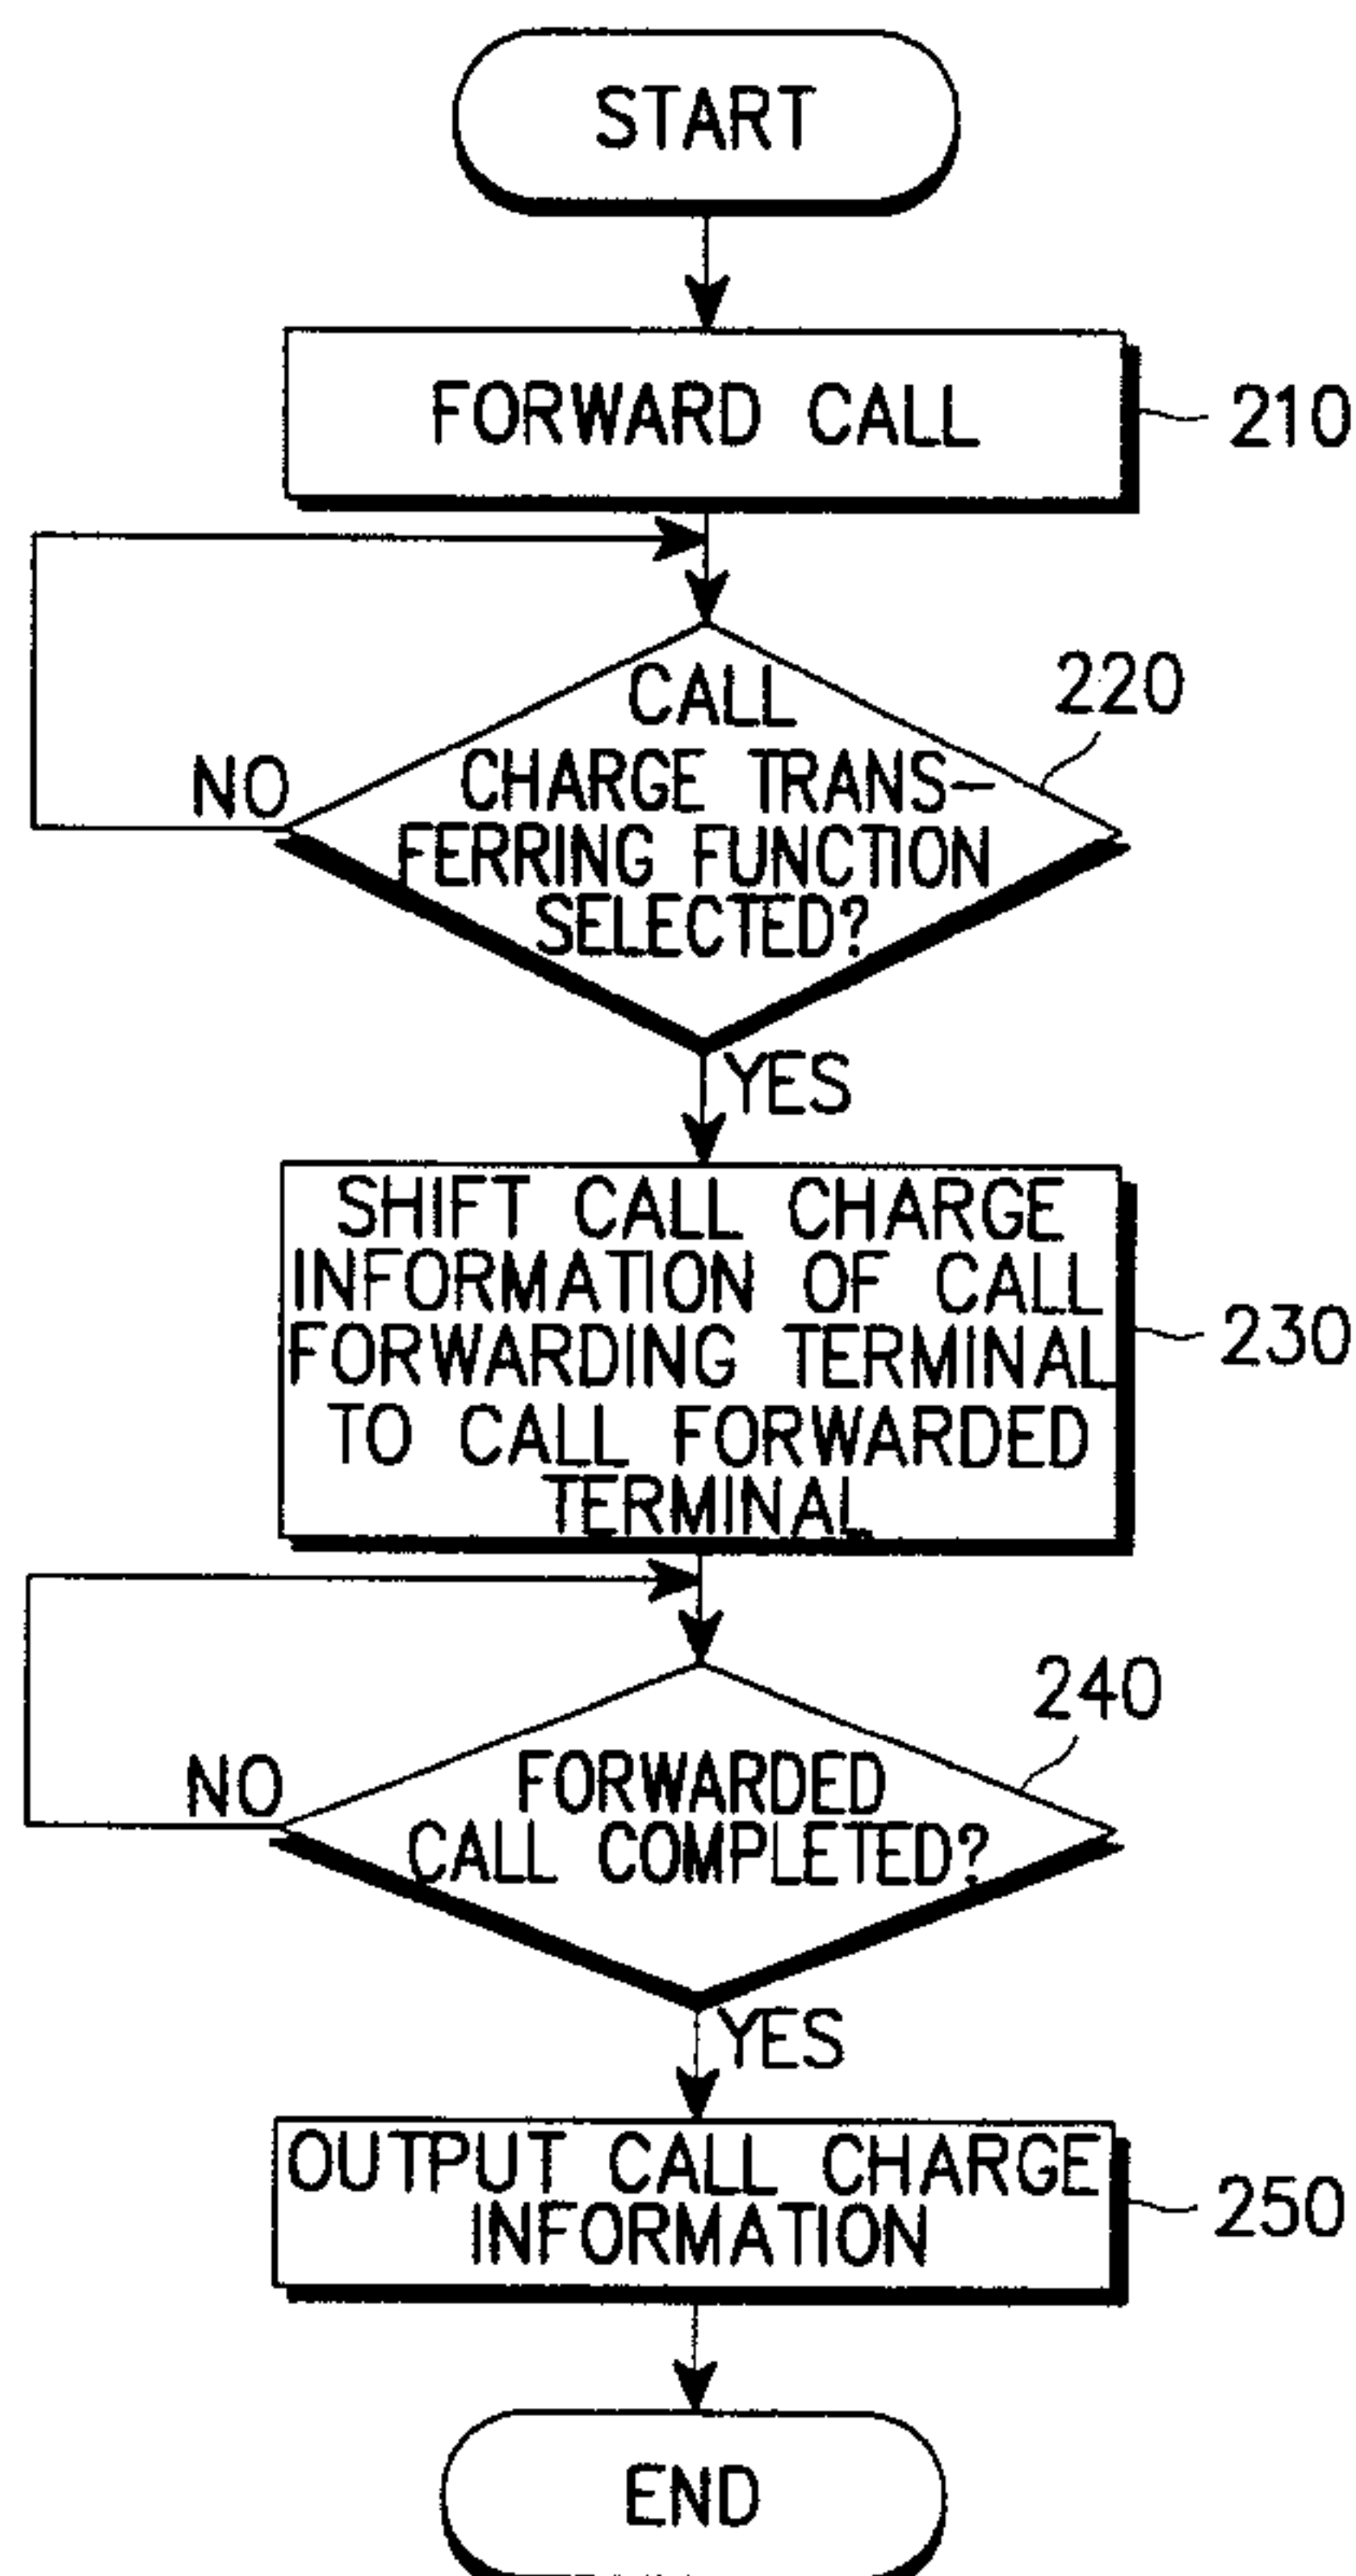 START
FORWARD CALL
210
CALL
CHARGE TRANS-
FERRING FUNCTION
SELECTED?
220
NO
YES
SHIFT CALL CHARGE
INFORMATION OF CALL
FORWARDING TERMINAL
TO CALL FORWARDED
TERMINAL
230
FORWARDED
CALL COMPLETED?
240
NO
YES
OUTPUT CALL CHARGE
INFORMATION
250
END